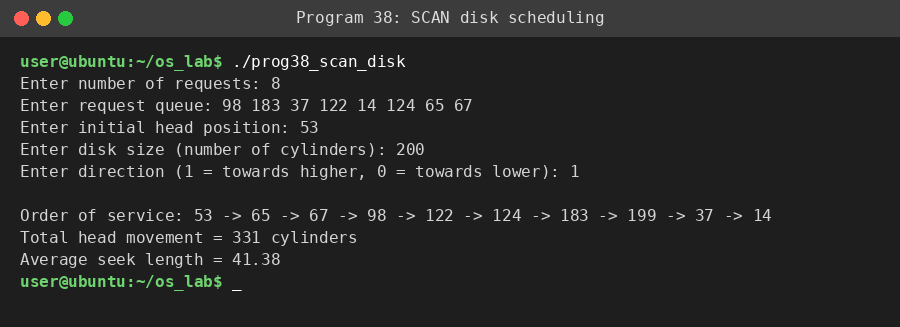 Program 38: SCAN disk scheduling
user@ubuntu:~/os_lab$ ./prog38_scan_disk
Enter number of requests: 8
Enter request queue: 98 183 37 122 14 124 65 67
Enter initial head position: 53
Enter disk size (number of cylinders): 200
Enter direction (1 = towards higher, 0 = towards lower): 1
Order of service: 53 -> 65 -> 67 -> 98 -> 122 -> 124 -> 183 -> 199 -> 37 -> 14
Total head movement = 331 cylinders
Average seek length = 41.38
user@ubuntu:~/os_lab$ _